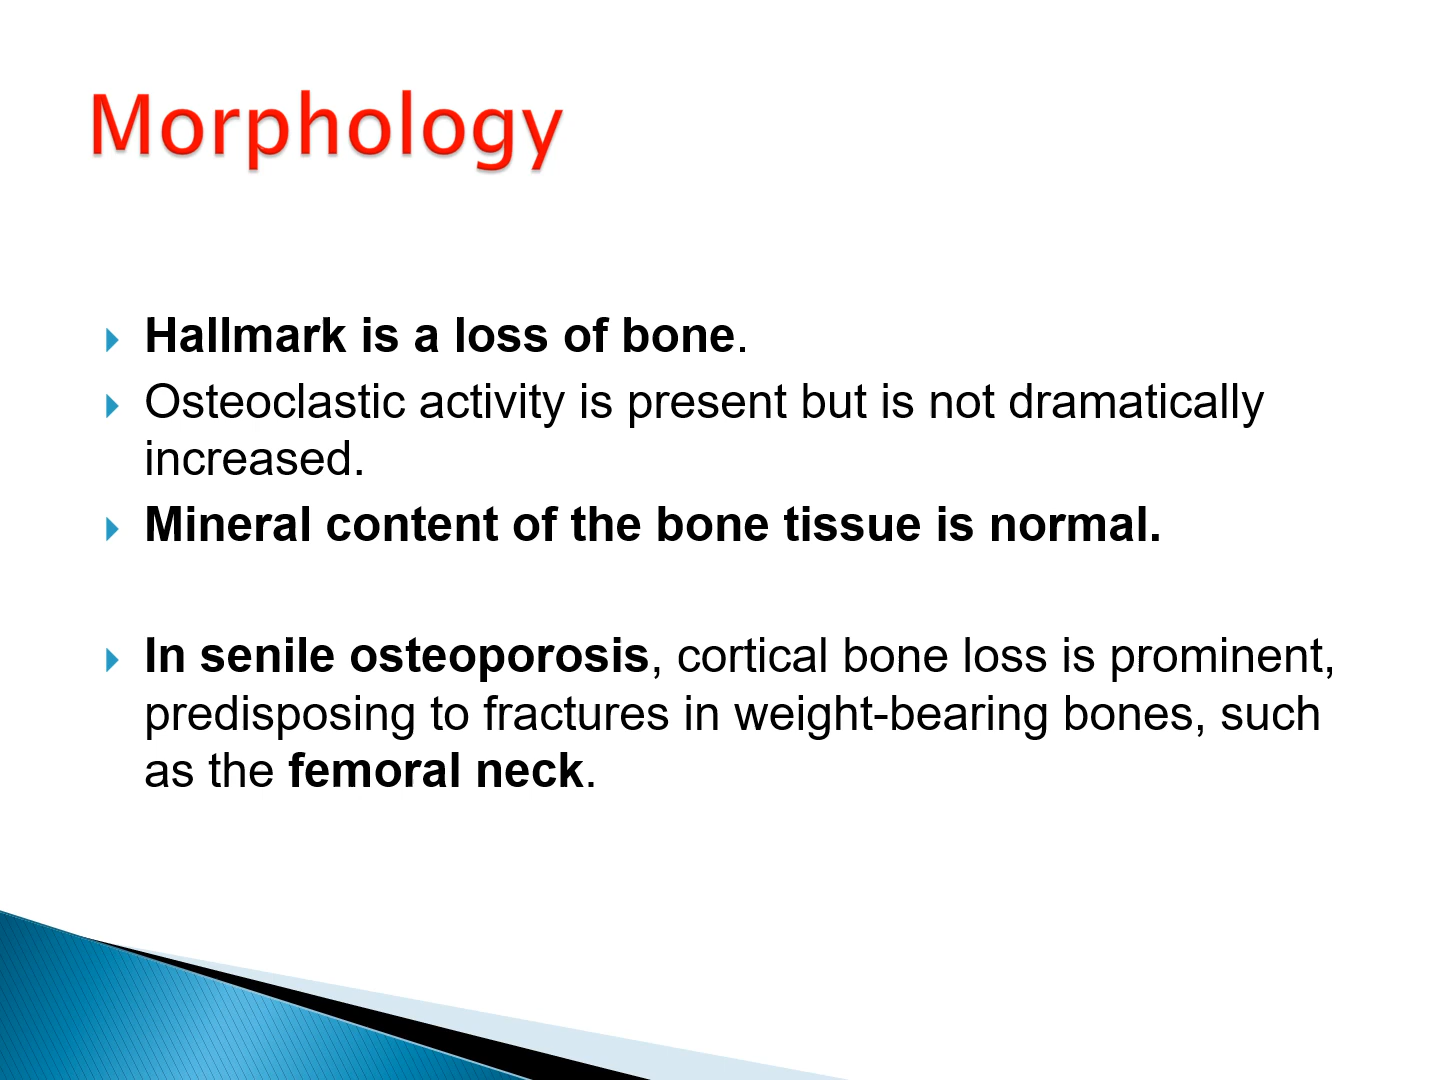 Morphology
Hallmark is a loss of bone.
Osteoclastic activity is present but is not dramatically
increased.
Mineral content of the bone tissue is normal.
In senile osteoporosis, cortical bone loss is prominent,
predisposing to fractures in weight-bearing bones, such
as the femoral neck.